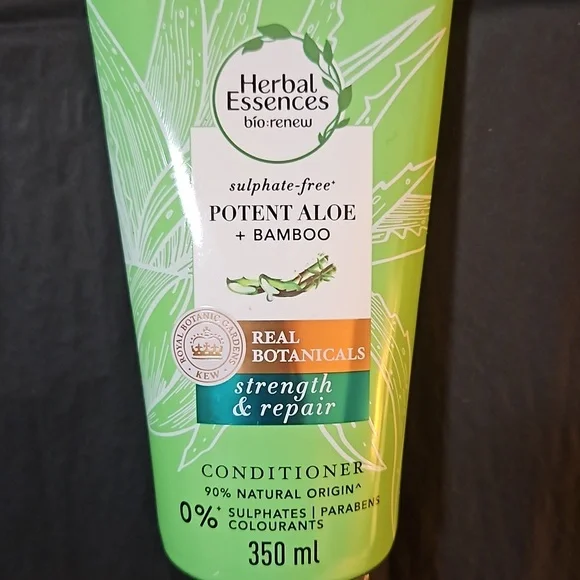 Herbal
Essences
bio:renew
sulphate-free+
POTENT ALOE
+ BAMBOO
ROYAL BOTANIC GARDENS
• KEW •
REAL
BOTANICALS
strength
& repair
CONDITIONER
90% NATURAL ORIGIN^
0%+ SULPHATES | PARABENS
COLOURANTS
350 ml